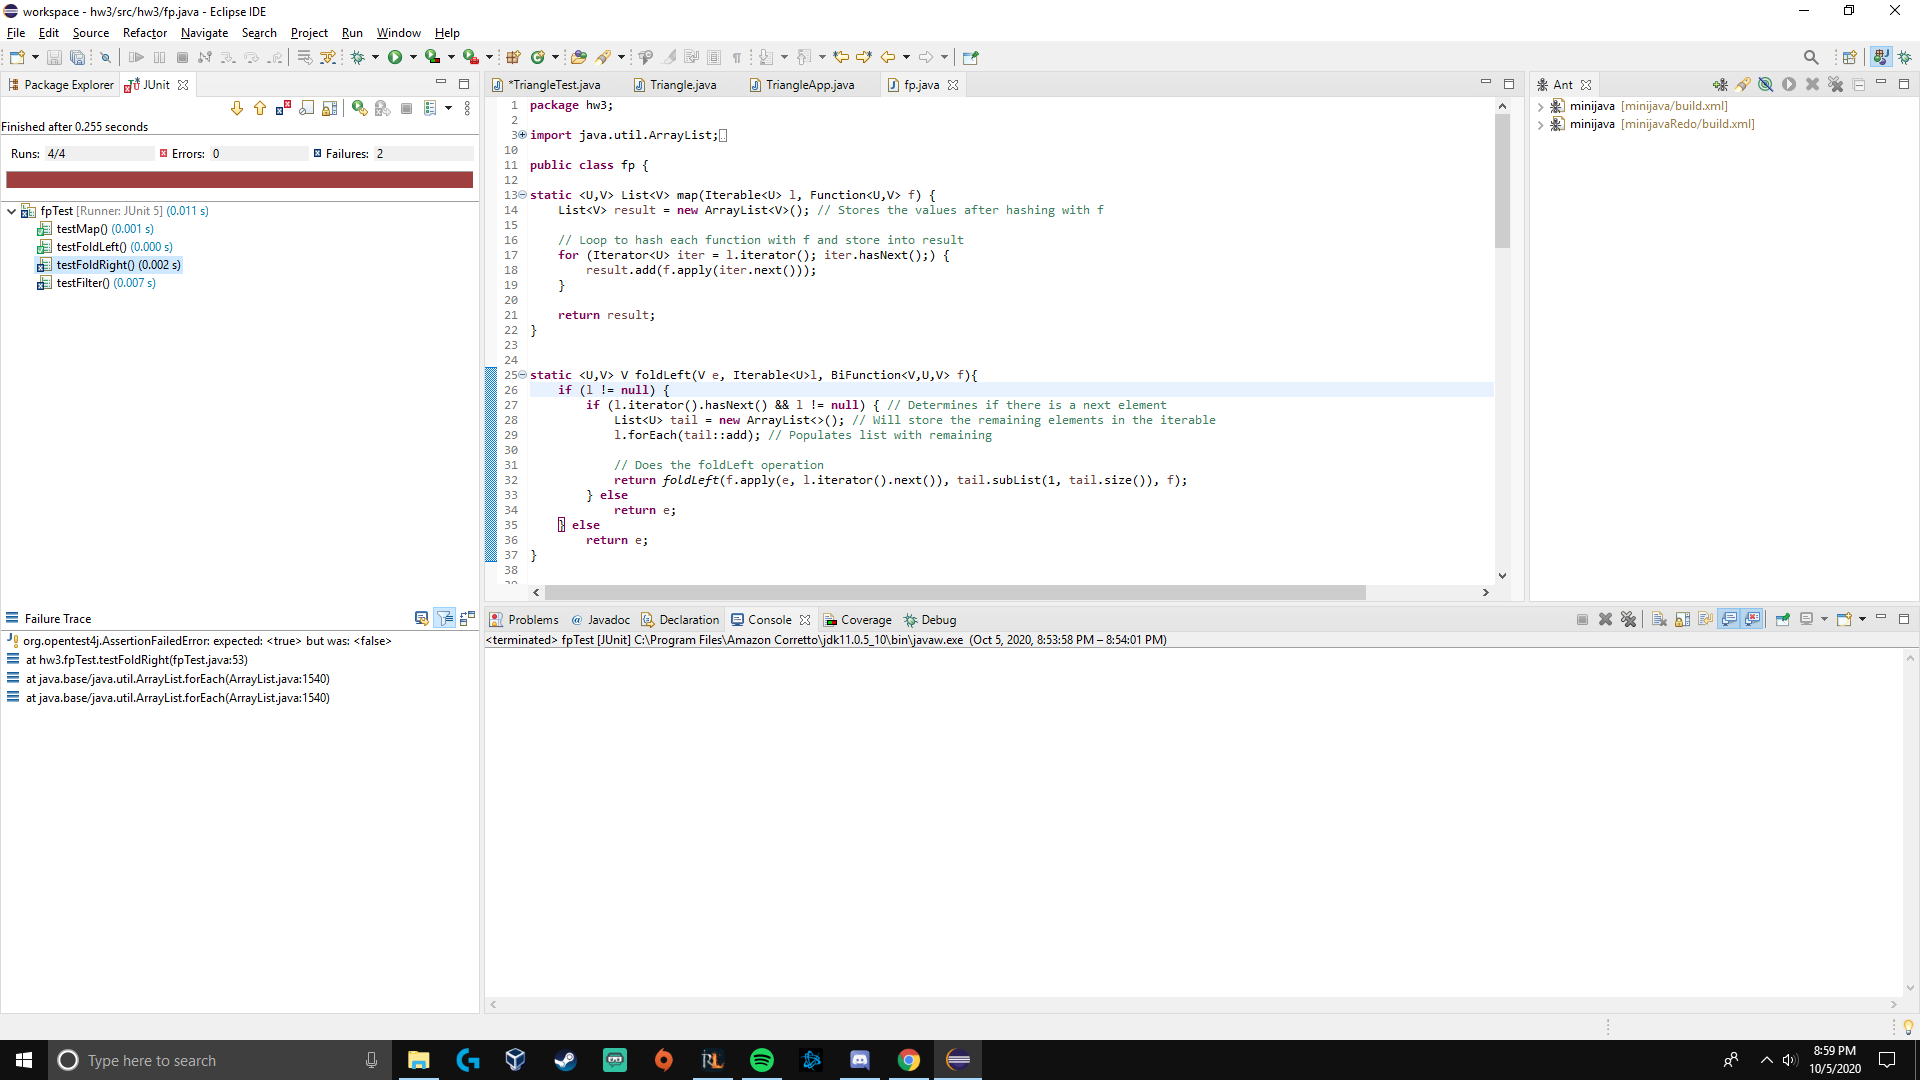 workspace - hw3/src/hw3/fp.java - Eclipse IDE
File Edit Source Refactor Navigate Search Project Run Window Help
Package Explorer JUnit
Finished after 0.255 seconds
Runs: 4/4 Errors: 0 Failures: 2
fpTest [Runner: JUnit 5] (0.011 s)
testMap() (0.001 s)
testFoldLeft() (0.000 s)
testFoldRight() (0.002 s)
testFilter() (0.007 s)
Failure Trace
org.opentest4j.AssertionFailedError: expected: <true> but was: <false>
at hw3.fpTest.testFoldRight(fpTest.java:53)
at java.base/java.util.ArrayList.forEach(ArrayList.java:1540)
at java.base/java.util.ArrayList.forEach(ArrayList.java:1540)
*TriangleTest.java Triangle.java TriangleApp.java fp.java
1 package hw3;
2
3 import java.util.ArrayList;
10
11 public class fp {
12
13 static <U,V> List<V> map(Iterable<U> l, Function<U,V> f) {
14 List<V> result = new ArrayList<V>(); // Stores the values after hashing with f
15
16 // Loop to hash each function with f and store into result
17 for (Iterator<U> iter = l.iterator(); iter.hasNext();) {
18 result.add(f.apply(iter.next()));
19 }
20
21 return result;
22 }
23
24
25 static <U,V> V foldLeft(V e, Iterable<U>l, BiFunction<V,U,V> f){
26 if (l != null) {
27 if (l.iterator().hasNext() && l != null) { // Determines if there is a next element
28 List<U> tail = new ArrayList<>(); // Will store the remaining elements in the iterable
29 l.forEach(tail::add); // Populates list with remaining
30
31 // Does the foldLeft operation
32 return foldLeft(f.apply(e, l.iterator().next()), tail.subList(1, tail.size()), f);
33 } else
34 return e;
35 } else
36 return e;
37 }
38
Problems @ Javadoc Declaration Console Coverage Debug
<terminated> fpTest [JUnit] C:\Program Files\Amazon Corretto\jdk11.0.5_10\bin\javaw.exe (Oct 5, 2020, 8:53:58 PM – 8:54:01 PM)
Ant
minijava [minijava/build.xml]
minijava [minijavaRedo/build.xml]
Type here to search
RL
8:59 PM
10/5/2020